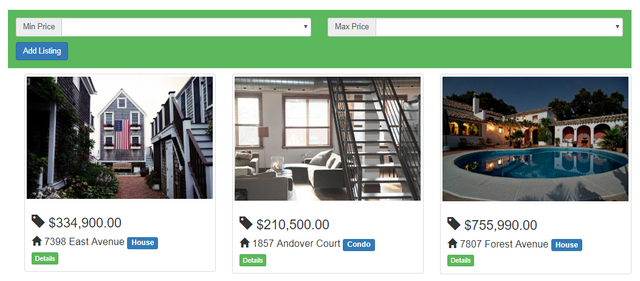 Min Price
Max Price
Add Listing
$334,900.00
7398 East Avenue House
Details
$210,500.00
1857 Andover Court Condo
Details
$755,990.00
7807 Forest Avenue House
Details